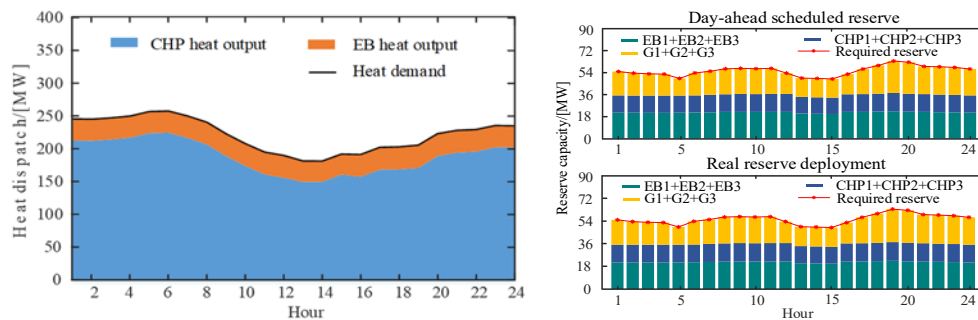 Heat dispatch/[MW]
400
350
300
250
200
150
100
50
0
CHP heat output
EB heat output
Heat demand
2 4 6 8 10 12 14 16 18 20 22 24
Hour
Day-ahead scheduled reserve
Reserve capacity/[MW]
90
72
54
36
18
0
EB1+EB2+EB3
CHP1+CHP2+CHP3
G1+G2+G3
Required reserve
1 5 10 15 20 24
Real reserve deployment
90
72
54
36
18
0
EB1+EB2+EB3
CHP1+CHP2+CHP3
G1+G2+G3
Required reserve
1 5 10 15 20 24
Hour